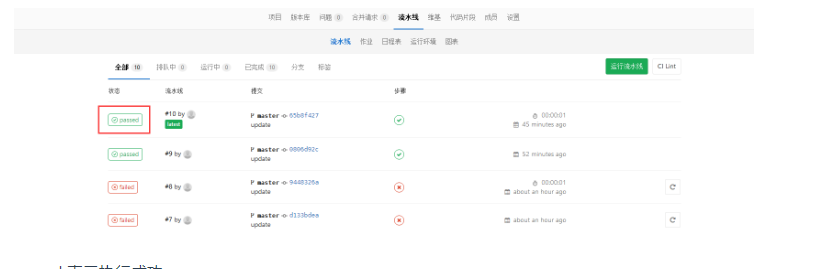 项目 版本库 问题 0 合并请求 0 流水线 维基 代码片段 成员 设置
流水线 作业 日程表 运行环境 图表
全部 10 排队中 0 运行中 0 已完成 10 分支 标签 运行流水线 CI Lint
状态 流水线 提交 步骤
passed #10 by master 65b8f427 00:00:01
latest update 45 minutes ago
passed #9 by master 0806d92c 52 minutes ago
update
failed #8 by master 9448326a 00:00:01
update about an hour ago
failed #7 by master d133bdea about an hour ago
update